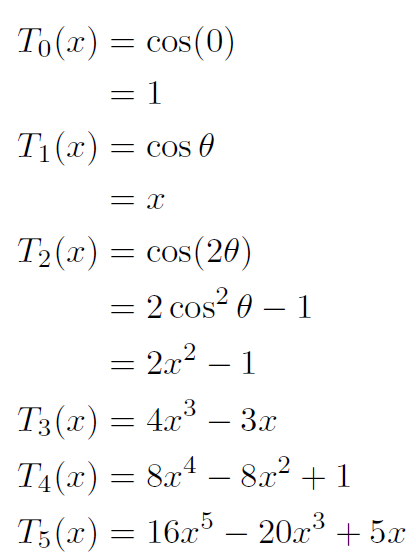 T₀(x) = cos(0)
= 1
T₁(x) = cos θ
= x
T₂(x) = cos(2θ)
= 2 cos² θ − 1
= 2x² − 1
T₃(x) = 4x³ − 3x
T₄(x) = 8x⁴ − 8x² + 1
T₅(x) = 16x⁵ − 20x³ + 5x